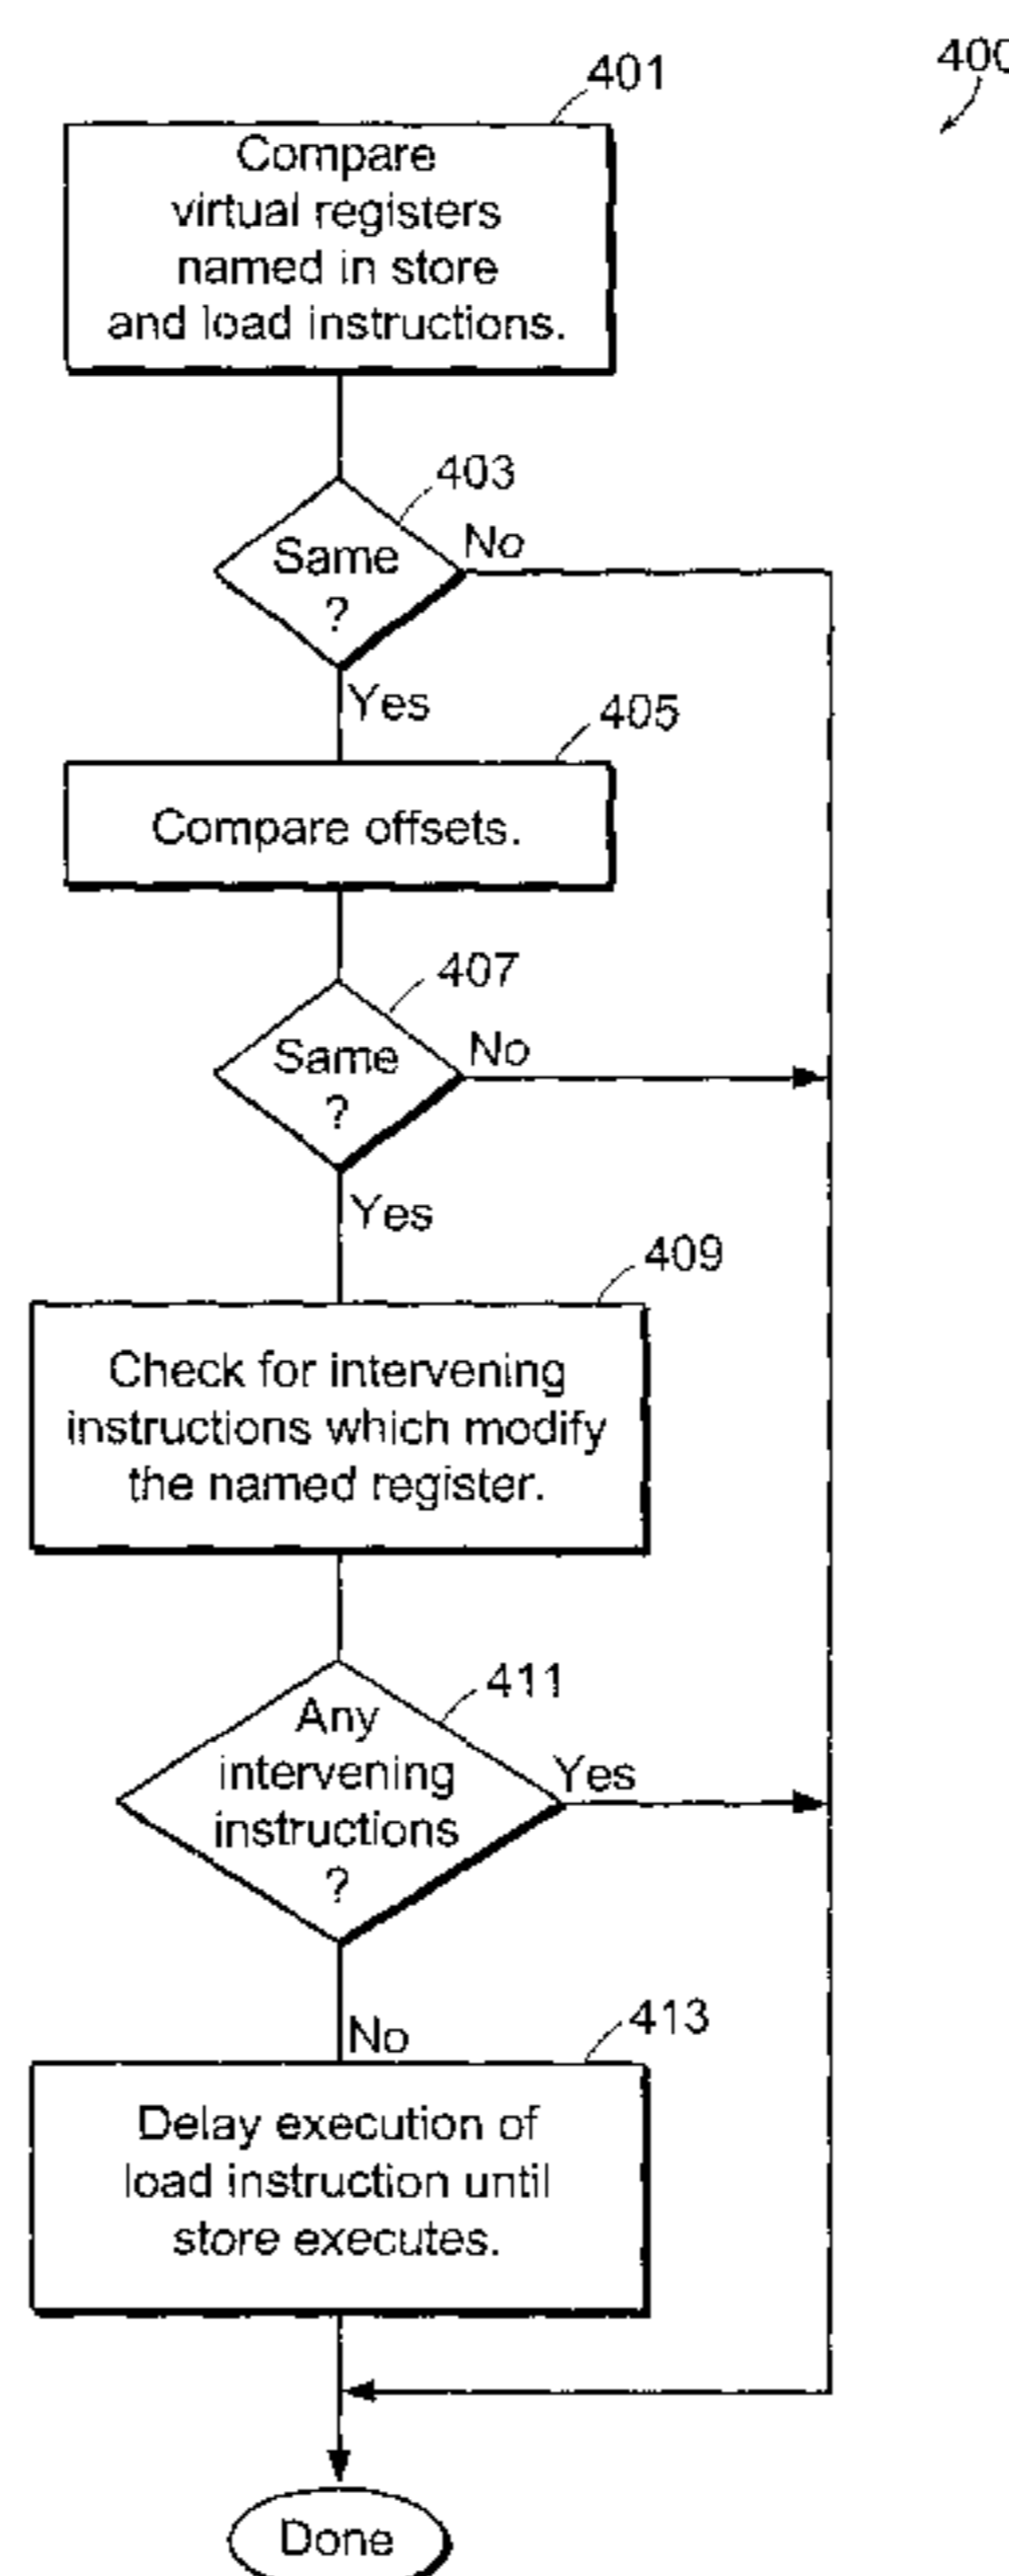 400
401
Compare
virtual registers
named in store
and load instructions.
403
Same
?
No
Yes
405
Compare offsets.
407
Same
?
No
Yes
409
Check for intervening
instructions which modify
the named register.
411
Any
intervening
instructions
?
Yes
No
413
Delay execution of
load instruction until
store executes.
Done